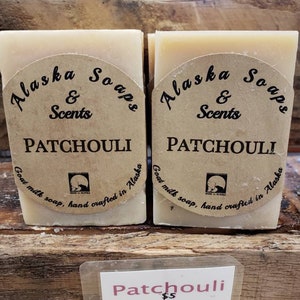 Alaska Soaps
&
Scents
PATCHOULI
Goat milk soap, hand crafted in Alaska
Alaska Soaps
&
Scents
PATCHOULI
Goat milk soap, hand crafted in Alaska
Patchouli
$5